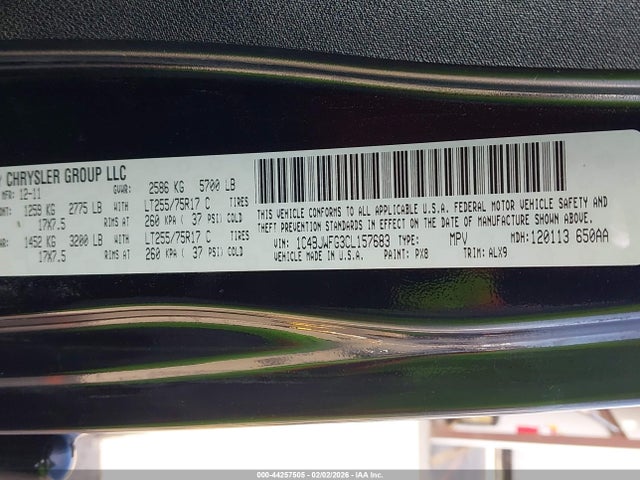 CHRYSLER GROUP LLC
MFR: 12-11 GVWR: 2586 KG 5700 LB
1259 KG 2775 LB WITH LT255/75R17 C TIRES
17X7.5 RIMS AT 260 KPA ( 37 PSI) COLD
1452 KG 3200 LB WITH LT255/75R17 C TIRES
17X7.5 RIMS AT 260 KPA ( 37 PSI) COLD
THIS VEHICLE CONFORMS TO ALL APPLICABLE U.S.A. FEDERAL MOTOR VEHICLE SAFETY AND
THEFT PREVENTION STANDARDS IN EFFECT ON THE DATE OF MANUFACTURE SHOWN ABOVE.
VIN: 1C4BJWFG3CL157683 TYPE: MPV MDH: 120113 650AA
VEHICLE MADE IN U.S.A. PAINT: PX8 TRIM: ALX9
000-44257505 - 02/02/2026 - IAA Inc.